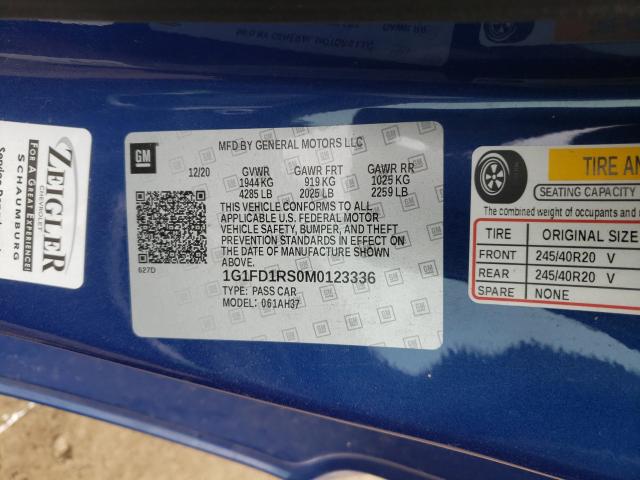 GM
MFD BY GENERAL MOTORS LLC
12/20 GVWR GAWR FRT GAWR RR
1944 KG 919 KG 1025 KG
4285 LB 2025 LB 2259 LB
THIS VEHICLE CONFORMS TO ALL
APPLICABLE U.S. FEDERAL MOTOR
VEHICLE SAFETY, BUMPER, AND THEFT
PREVENTION STANDARDS IN EFFECT ON
THE DATE OF MANUFACTURE SHOWN
ABOVE.
627D
1G1FD1RS0M0123336
TYPE: PASS CAR
MODEL: 061AH37
ZEIGLER
CHEVROLET
FOR A GREAT EXPERIENCE!
SCHAUMBURG
TIRE AN
SEATING CAPACITY
The combined weight of occupants and
TIRE ORIGINAL SIZE
FRONT 245/40R20 V
REAR 245/40R20 V
SPARE NONE